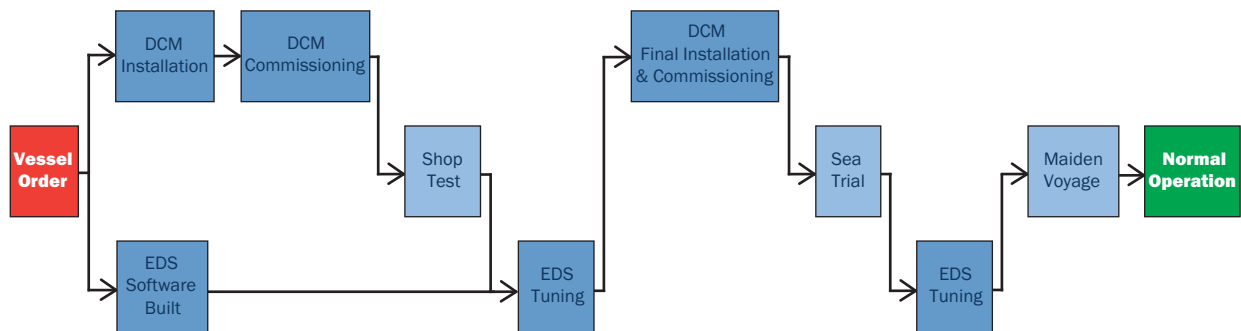 DCM
Installation
DCM
Commissioning
DCM
Final Installation
& Commissioning
Vessel
Order
Shop
Test
Sea
Trial
Maiden
Voyage
Normal
Operation
EDS
Software
Built
EDS
Tuning
EDS
Tuning